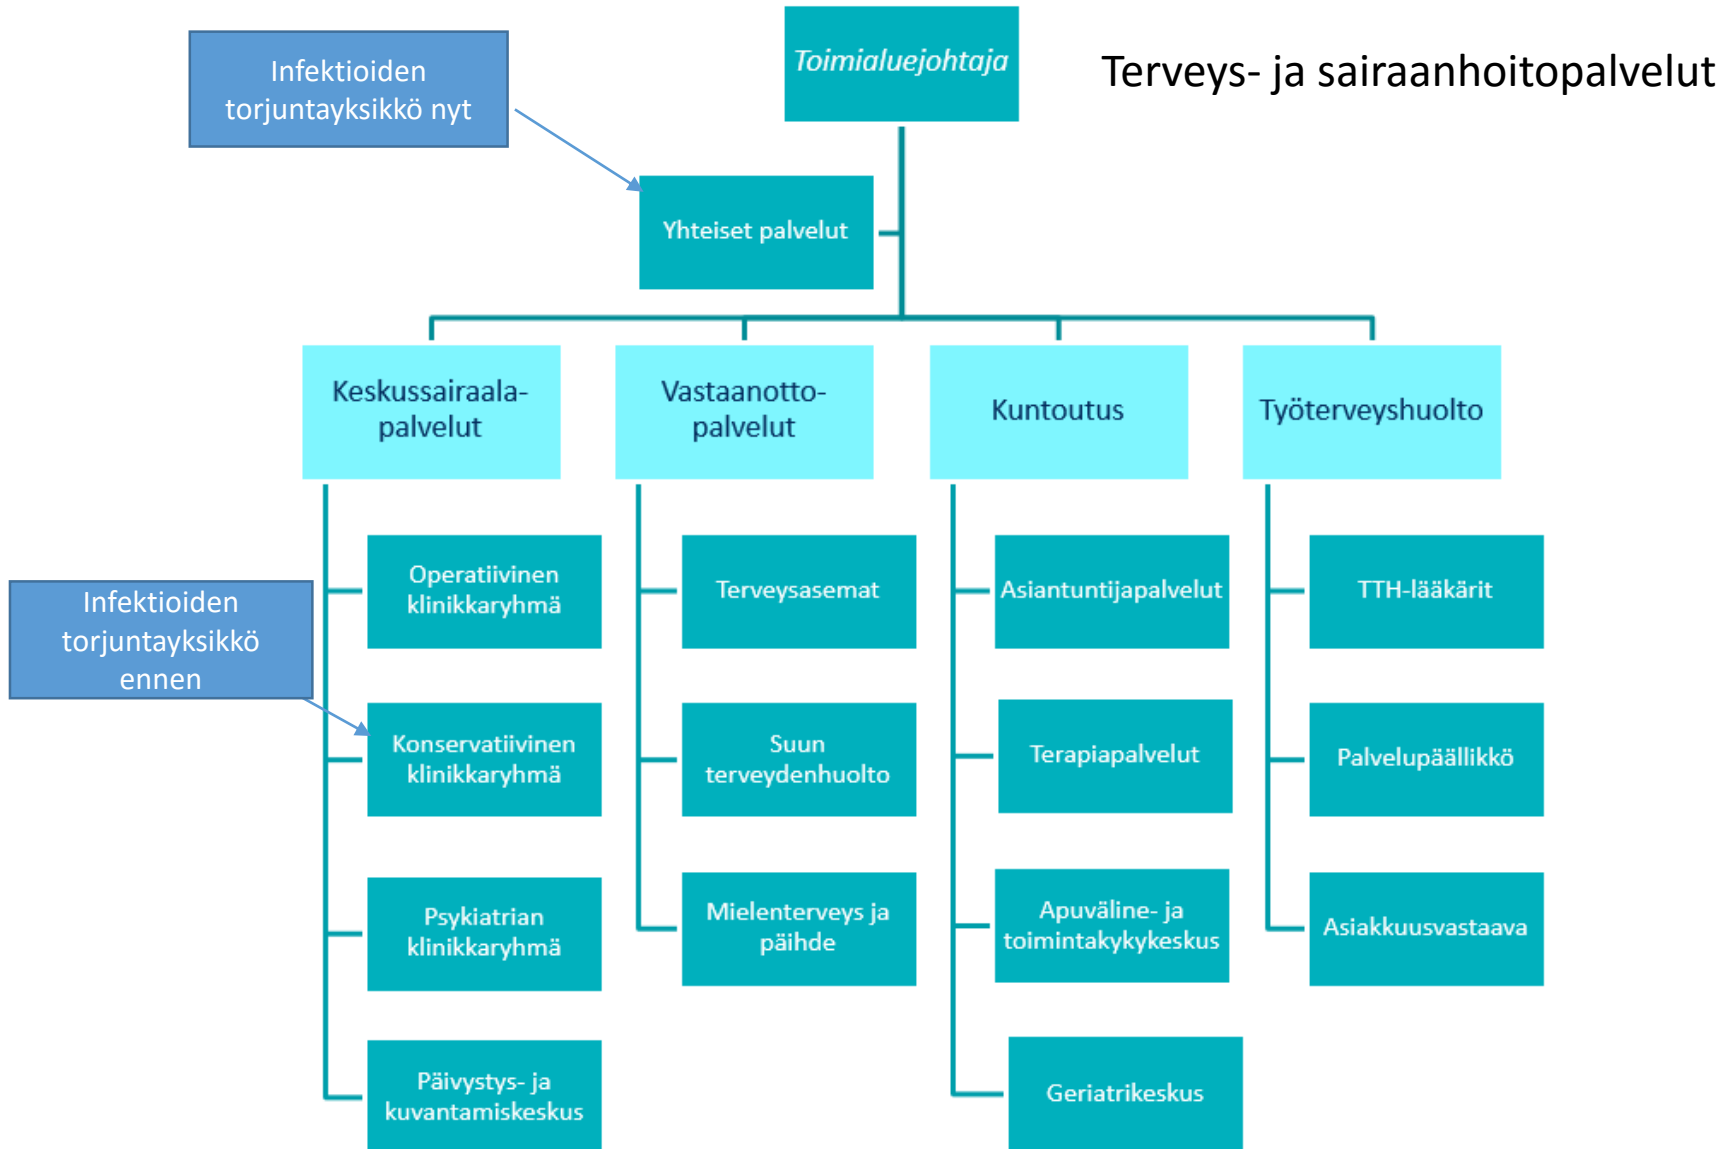 Toimialuejohtaja
Terveys- ja sairaanhoitopalvelut
Infektioiden
torjuntayksikkö nyt
Yhteiset palvelut
Keskussairaala-
palvelut
Vastaanotto-
palvelut
Kuntoutus
Työterveyshuolto
Operatiivinen
klinikkaryhmä
Terveysasemat
Asiantuntijapalvelut
TTH-lääkärit
Infektioiden
torjuntayksikkö
ennen
Konservatiivinen
klinikkaryhmä
Suun
terveydenhuolto
Terapiapalvelut
Palvelupäällikkö
Psykiatrian
klinikkaryhmä
Mielenterveys ja
päihde
Apuväline- ja
toimintakykykeskus
Asiakkuusvastaava
Päivystys- ja
kuvantamiskeskus
Geriatrikeskus